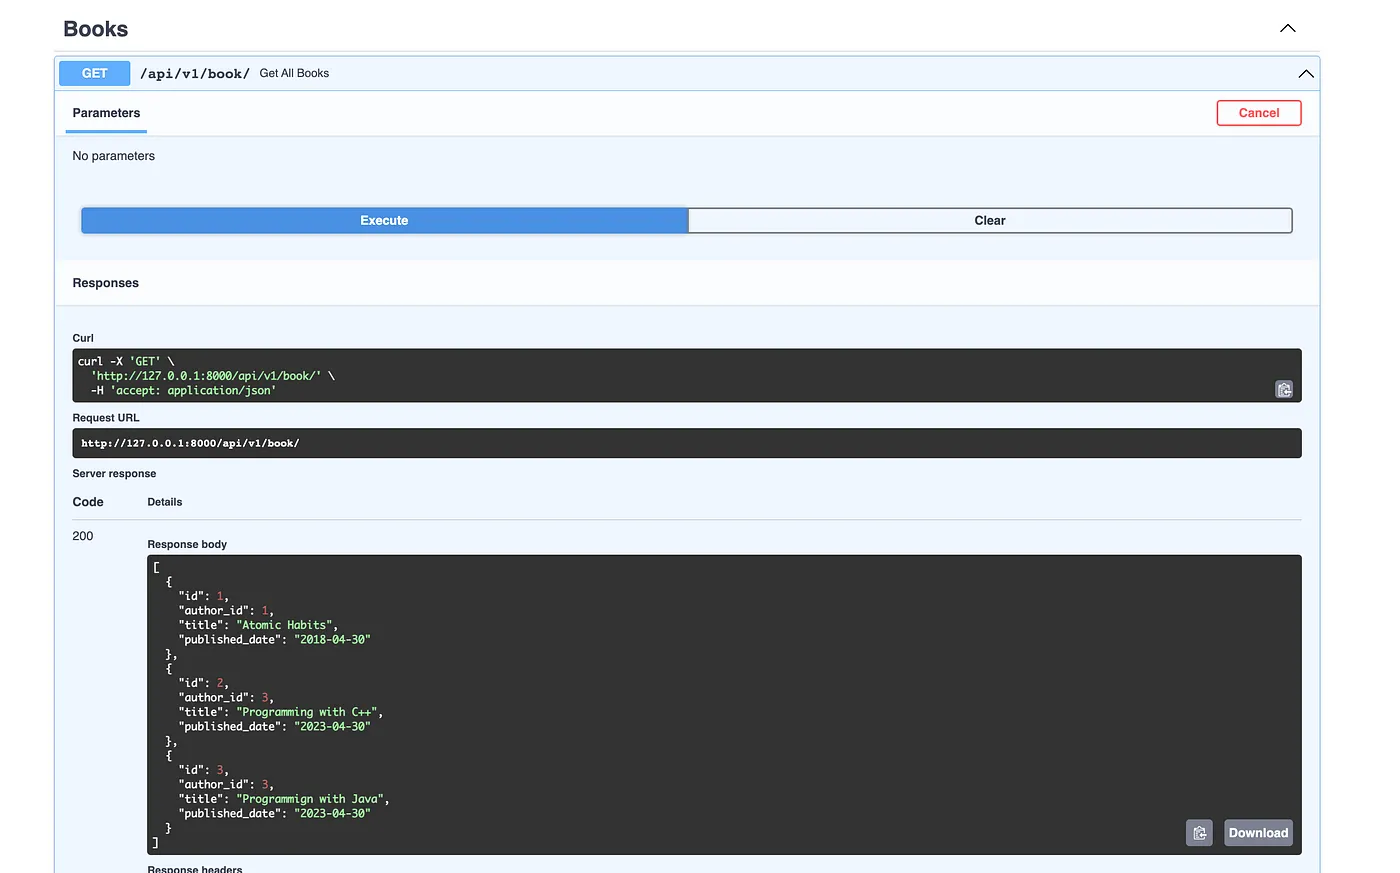 Books
GET /api/v1/book/ Get All Books
Parameters
Cancel
No parameters
Execute
Clear
Responses
Curl
curl -X 'GET' \
  'http://127.0.0.1:8000/api/v1/book/' \
  -H 'accept: application/json'
Request URL
http://127.0.0.1:8000/api/v1/book/
Server response
Code Details
200
Response body
[
  {
    "id": 1,
    "author_id": 1,
    "title": "Atomic Habits",
    "published_date": "2018-04-30"
  },
  {
    "id": 2,
    "author_id": 3,
    "title": "Programming with C++",
    "published_date": "2023-04-30"
  },
  {
    "id": 3,
    "author_id": 3,
    "title": "Programmign with Java",
    "published_date": "2023-04-30"
  }
]
Download
Response headers